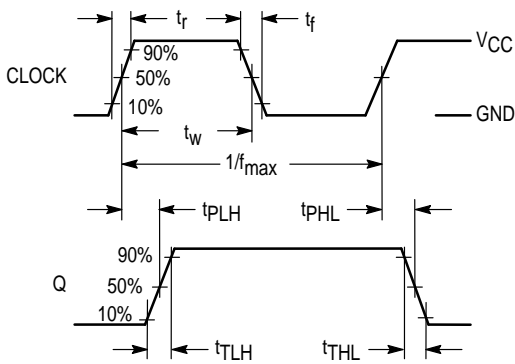 tr
tf
VCC
90%
CLOCK
50%
10%
GND
tw
1/fmax
tPLH
tPHL
90%
Q
50%
10%
tTLH
tTHL